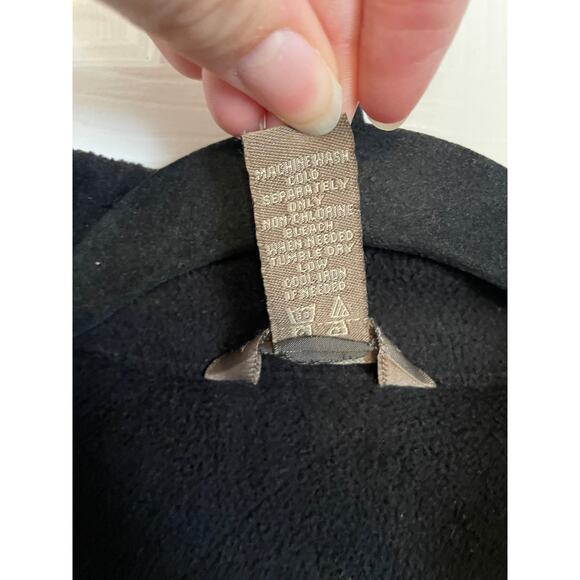 MACHINE WASH
COLD
SEPARATELY
ONLY
NON-CHLORINE
BLEACH
WHEN NEEDED
TUMBLE DRY
LOW
COOL IRON
IF NEEDED